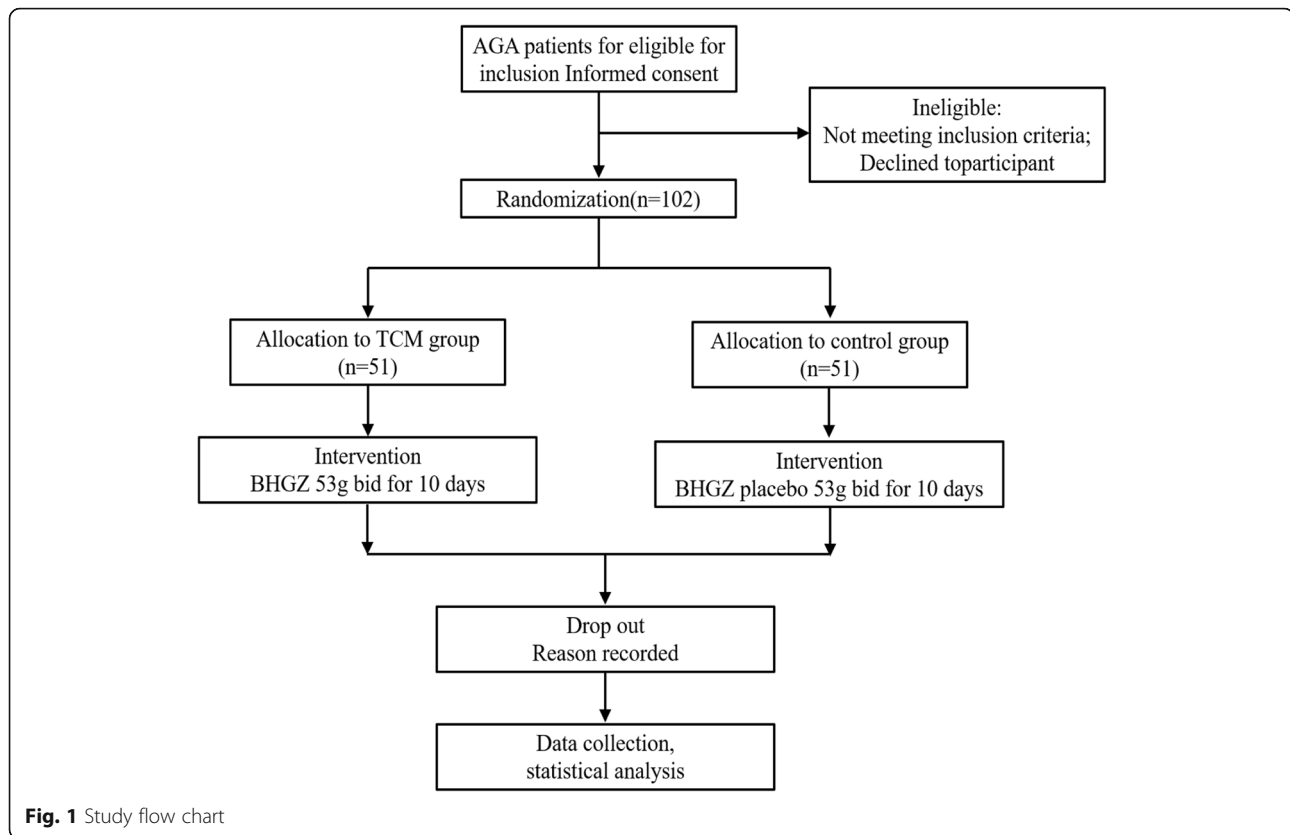 AGA patients for eligible for
inclusion Informed consent
Ineligible:
Not meeting inclusion criteria;
Declined toparticipant
Randomization(n=102)
Allocation to TCM group
(n=51)
Allocation to control group
(n=51)
Intervention
BHGZ 53g bid for 10 days
Intervention
BHGZ placebo 53g bid for 10 days
Drop out
Reason recorded
Data collection,
statistical analysis
Fig. 1 Study flow chart